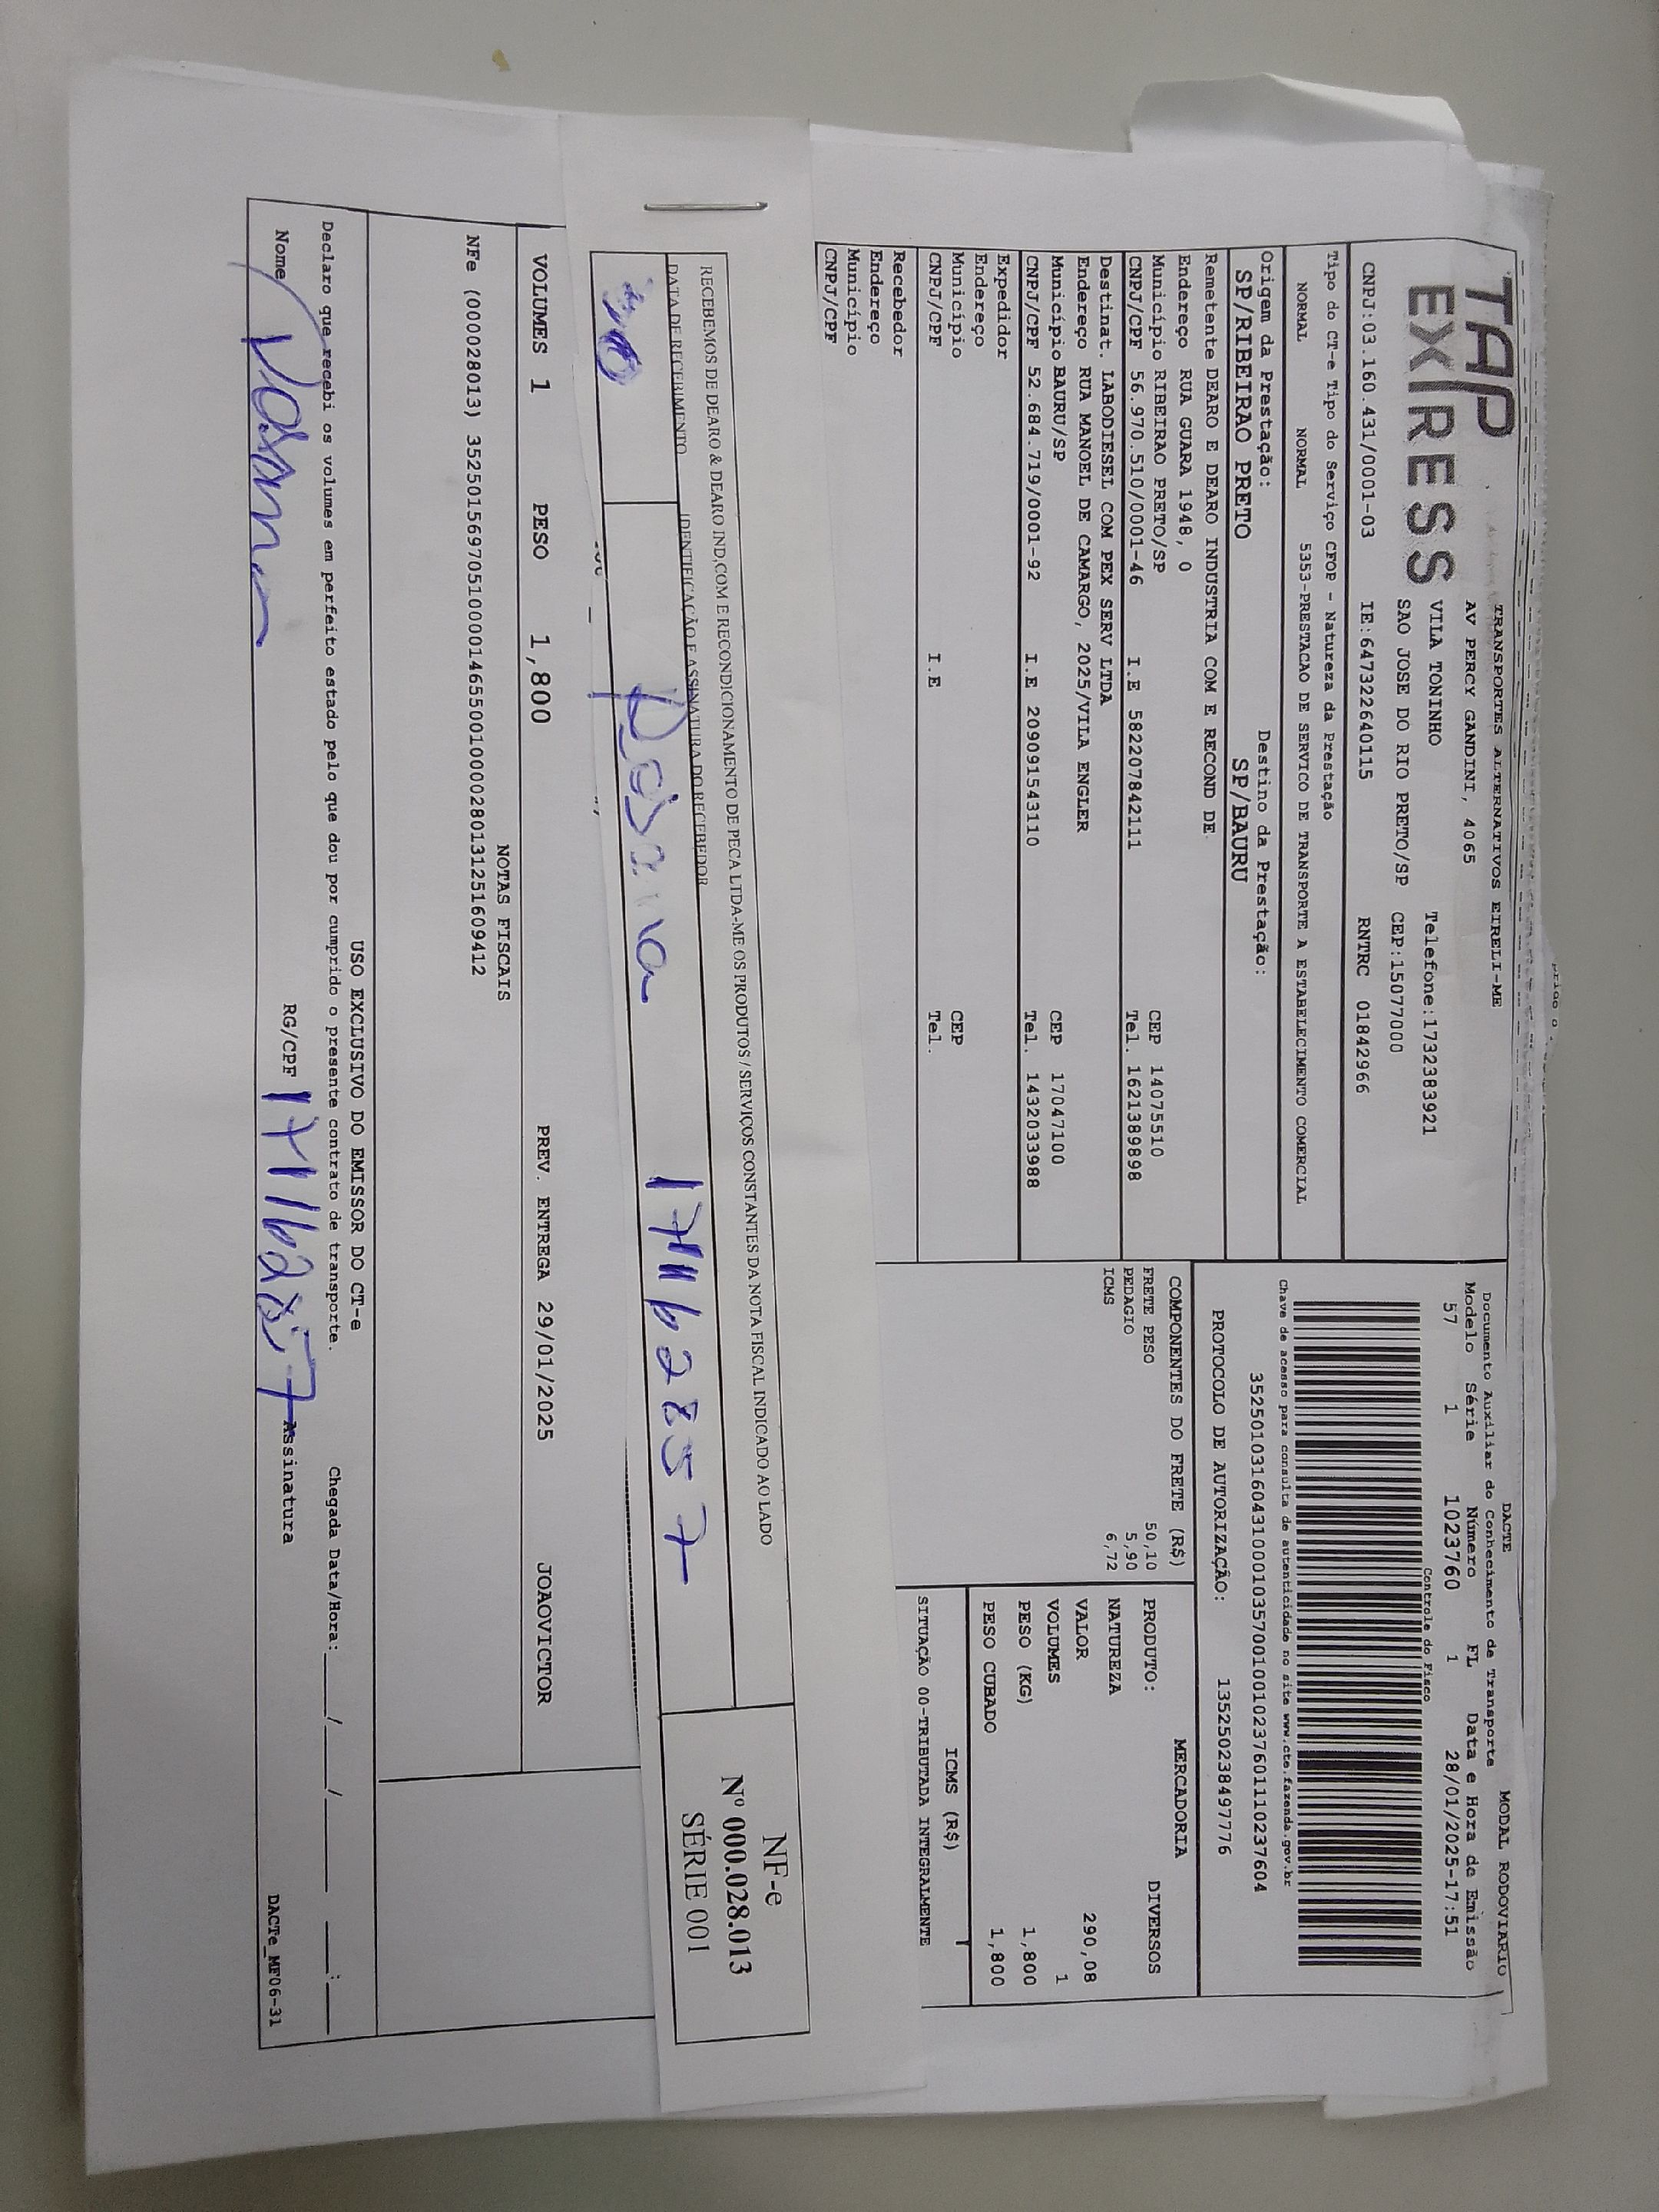 TAP
EXPRESS
TRANSPORTES ALTERNATIVOS EIRELI-ME
AV PERCY GANDINI, 4065
VILA TONINHO Telefone:1732383921
SAO JOSE DO RIO PRETO/SP CEP:15077000
CNPJ:03.160.431/0001-03 IE:647322640115 RNTRC 01842966
Tipo do CT-e Tipo do Serviço CFOP - Natureza da Prestação
NORMAL NORMAL 5353-PRESTACAO DE SERVICO DE TRANSPORTE A ESTABELECIMENTO COMERCIAL
Origem da Prestação: Destino da Prestação:
SP/RIBEIRAO PRETO SP/BAURU
Remetente DEARO E DEARO INDUSTRIA COM E RECOND DE
Endereço RUA GUARA 1948, 0
Município RIBEIRAO PRETO/SP CEP 14075510
CNPJ/CPF 56.970.510/0001-46 I.E 582207842111 Tel. 1621389898
Destinat. LABODIESEL COM PEX SERV LTDA
Endereço RUA MANOEL DE CAMARGO, 2025/VILA ENGLER
Município BAURU/SP CEP 17047100
CNPJ/CPF 52.684.719/0001-92 I.E 209091543110 Tel. 1432033988
Expedidor
Endereço
Município CEP
CNPJ/CPF I.E Tel.
Recebedor
Endereço
Município
CNPJ/CPF
DACTE MODAL RODOVIARIO
Documento Auxiliar do Conhecimento de Transporte
Modelo Série Número FL Data e Hora de Emissão
57 1 1023760 1 28/01/2025-17:51
Controle do Fisco
Chave de acesso para consulta de autenticidade no site www.cte.fazenda.gov.br
35250103160431000103570010010237601110237604
PROTOCOLO DE AUTORIZAÇÃO: 135250238497776
COMPONENTES DO FRETE (R$)
FRETE PESO 50,10
PEDAGIO 5,90
ICMS 6,72
MERCADORIA
PRODUTO: DIVERSOS
NATUREZA
VALOR 290,08
VOLUMES 1
PESO (KG) 1,800
PESO CUBADO 1,800
ICMS (R$)
SITUAÇÃO 00-TRIBUTADA INTEGRALMENTE
RECEBEMOS DE DEARO & DEARO IND,COM E RECONDICIONAMENTO DE PECA LTDA-ME OS PRODUTOS / SERVIÇOS CONSTANTES DA NOTA FISCAL INDICADO AO LADO
DATA DE RECEBIMENTO IDENTIFICAÇÃO E ASSINATURA DO RECEBEDOR
171162857
NF-e
Nº 000.028.013
SÉRIE 001
VOLUMES 1 PESO 1,800 PREV. ENTREGA 29/01/2025 JOAOVICTOR
NOTAS FISCAIS
NFe (000028013) 35250156970510000146550010000280131251609412
USO EXCLUSIVO DO EMISSOR DO CT-e
Declaro que recebi os volumes em perfeito estado pelo que dou por cumprido o presente contrato de transporte. Chegada Data/Hora: ___/___/____ __:__
Nome RG/CPF 171162857 Assinatura
DACTe_MF06-31